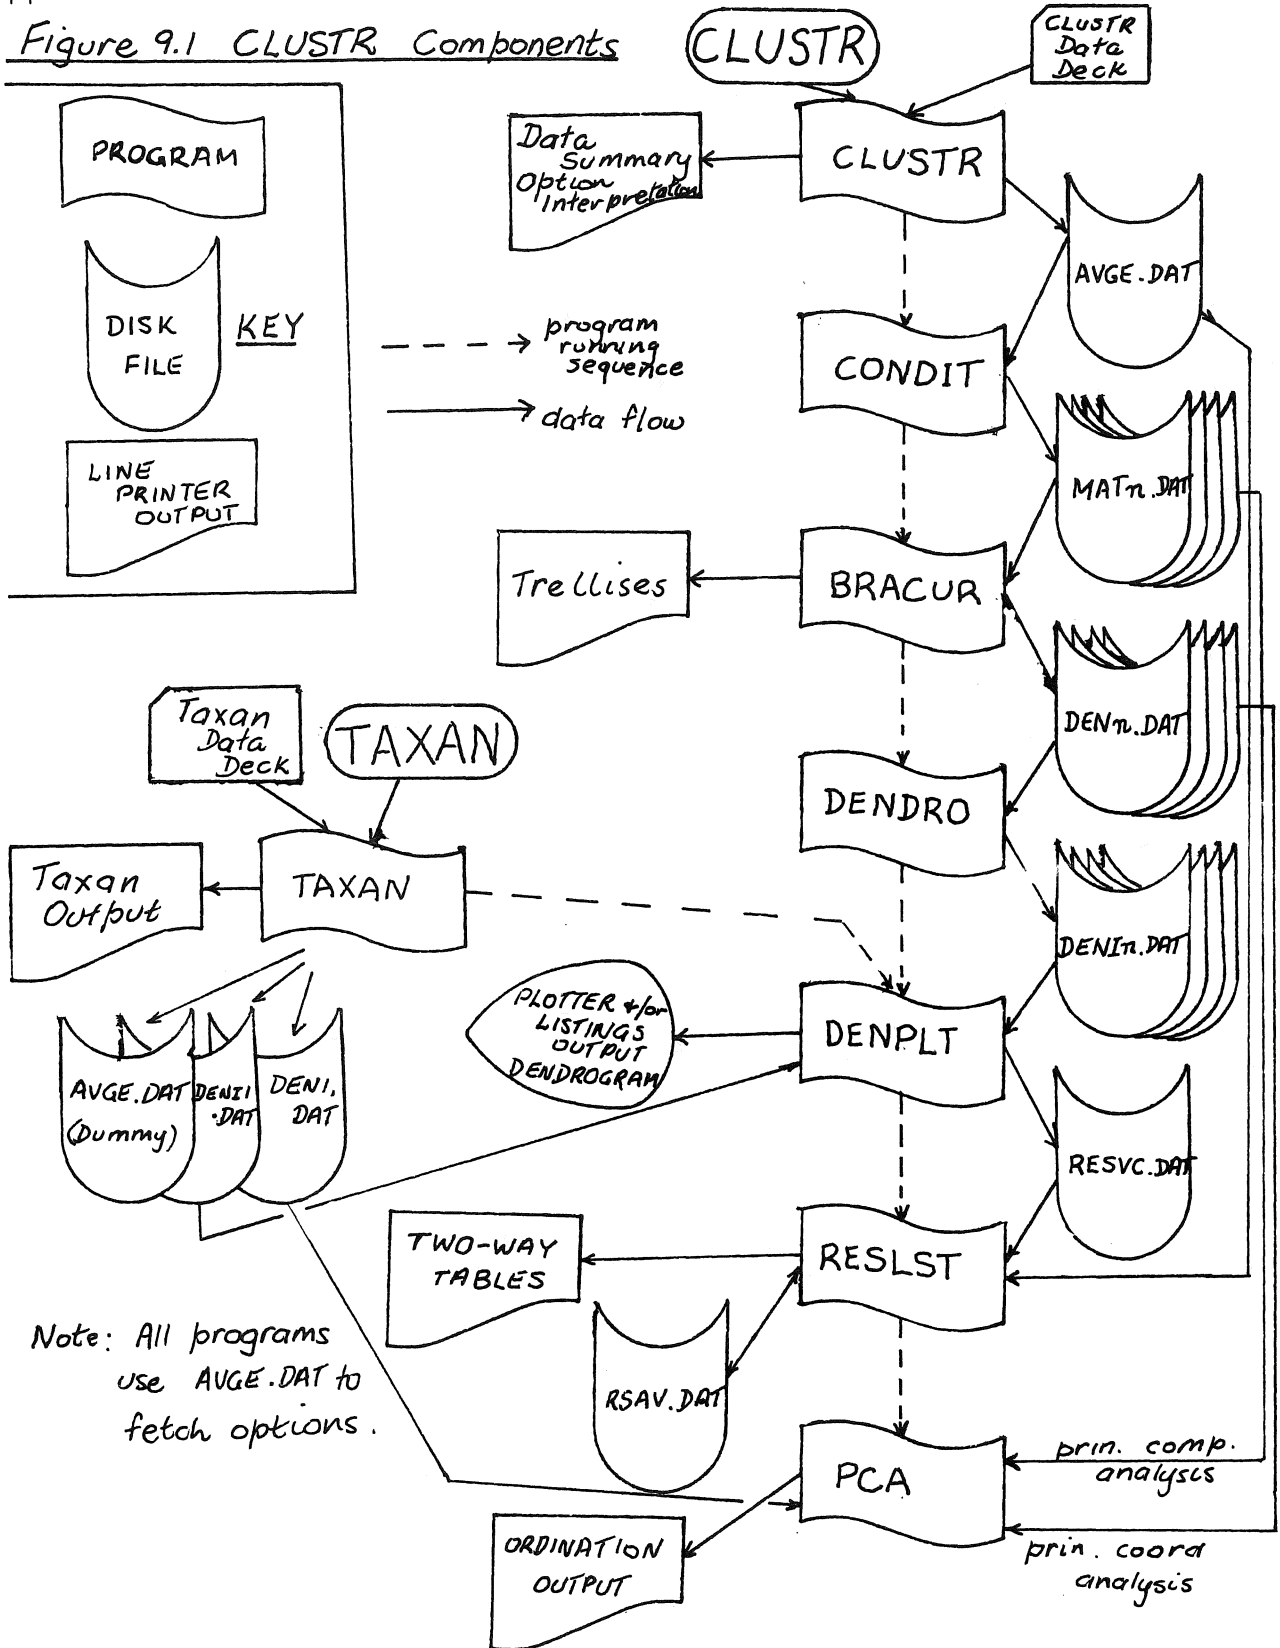 Figure 9.1 CLUSTR Components
CLUSTR
CLUSTR
Data
Deck
PROGRAM
DISK
FILE
KEY
LINE
PRINTER
OUTPUT
program
running
sequence
data flow
Data
Summary
Option
Interpretation
CLUSTR
AVGE.DAT
CONDIT
MATn.DAT
Trellises
BRACUR
DENn.DAT
Taxan
Data
Deck
TAXAN
DENDRO
Taxan
Output
TAXAN
DENIn.DAT
PLOTTER &/or
LISTINGS
OUTPUT
DENDROGRAM
DENPLT
AVGE.DAT
(Dummy)
DENI1
.DAT
DEN1.
DAT
RESVC.DAT
TWO-WAY
TABLES
RESLST
Note: All programs
use AVGE.DAT to
fetch options.
RSAV.DAT
PCA
prin. comp.
analysis
ORDINATION
OUTPUT
prin. coord
analysis